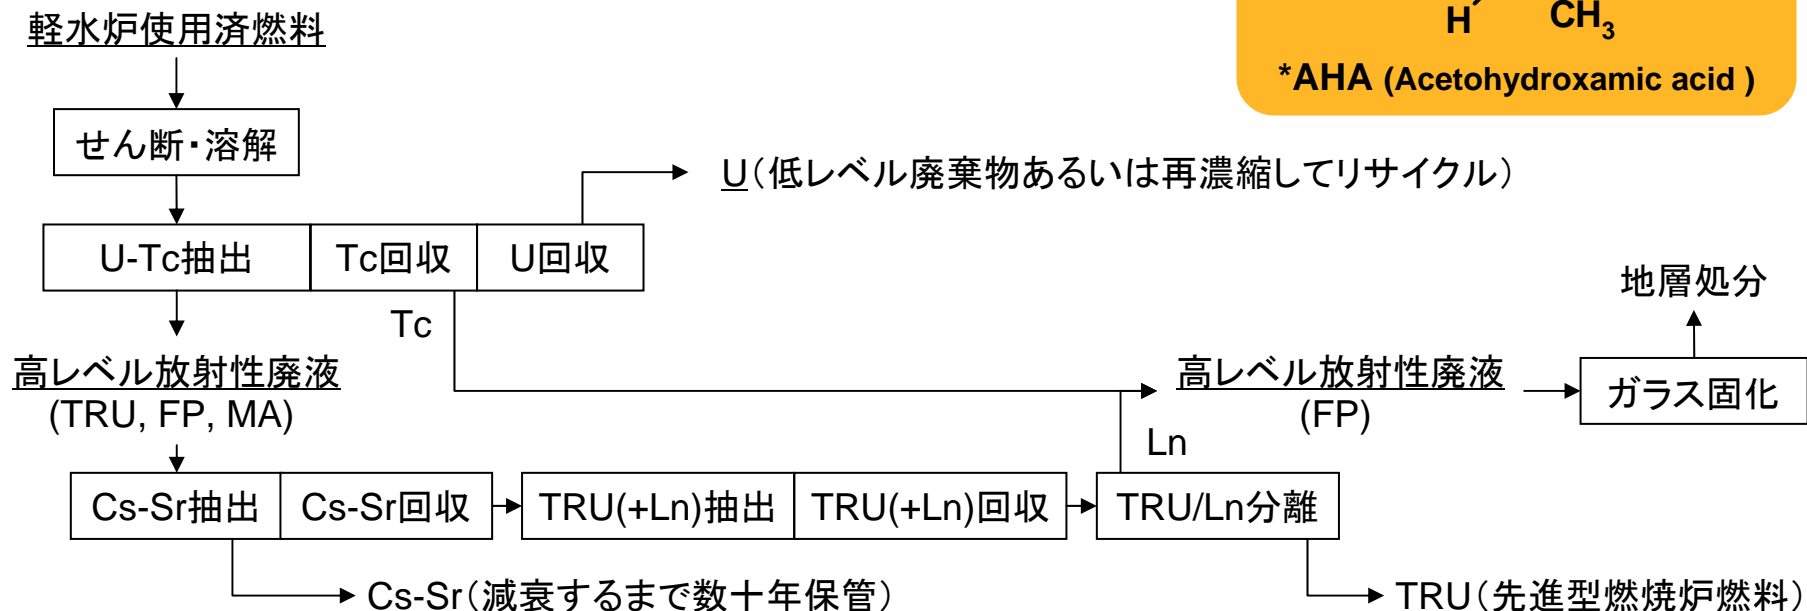 H CH3
*AHA (Acetohydroxamic acid )
軽水炉使用済燃料
せん断・溶解
U(低レベル廃棄物あるいは再濃縮してリサイクル)
U-Tc抽出 Tc回収 U回収
Tc
地層処分
高レベル放射性廃液
(TRU, FP, MA)
高レベル放射性廃液
(FP)
ガラス固化
Ln
Cs-Sr抽出 Cs-Sr回収 TRU(+Ln)抽出 TRU(+Ln)回収 TRU/Ln分離
Cs-Sr(減衰するまで数十年保管)
TRU(先進型燃焼炉燃料)